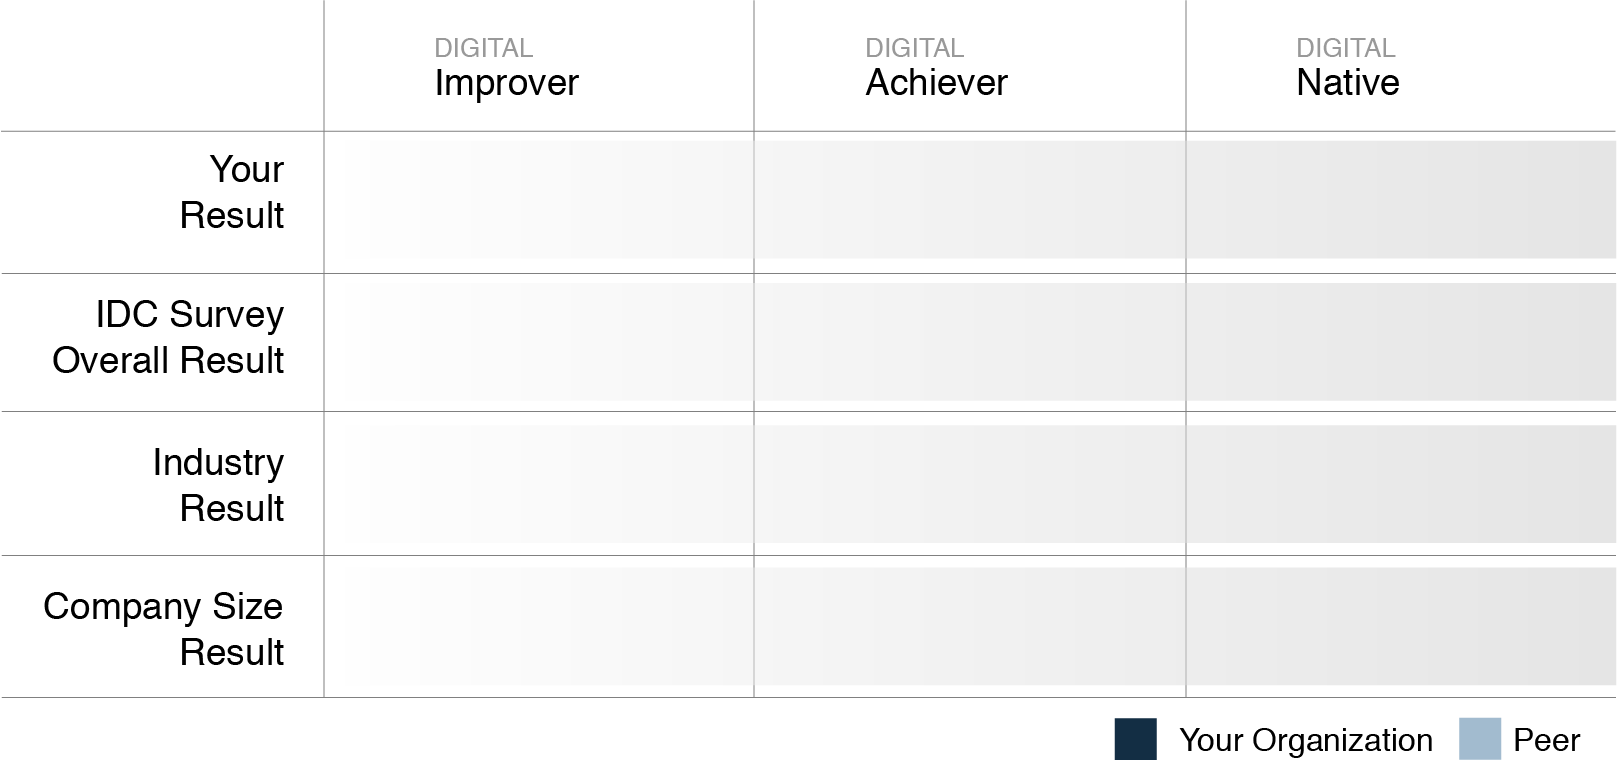 DIGITAL
Improver
DIGITAL
Achiever
DIGITAL
Native
Your
Result
IDC Survey
Overall Result
Industry
Result
Company Size
Result
Your Organization
Peer